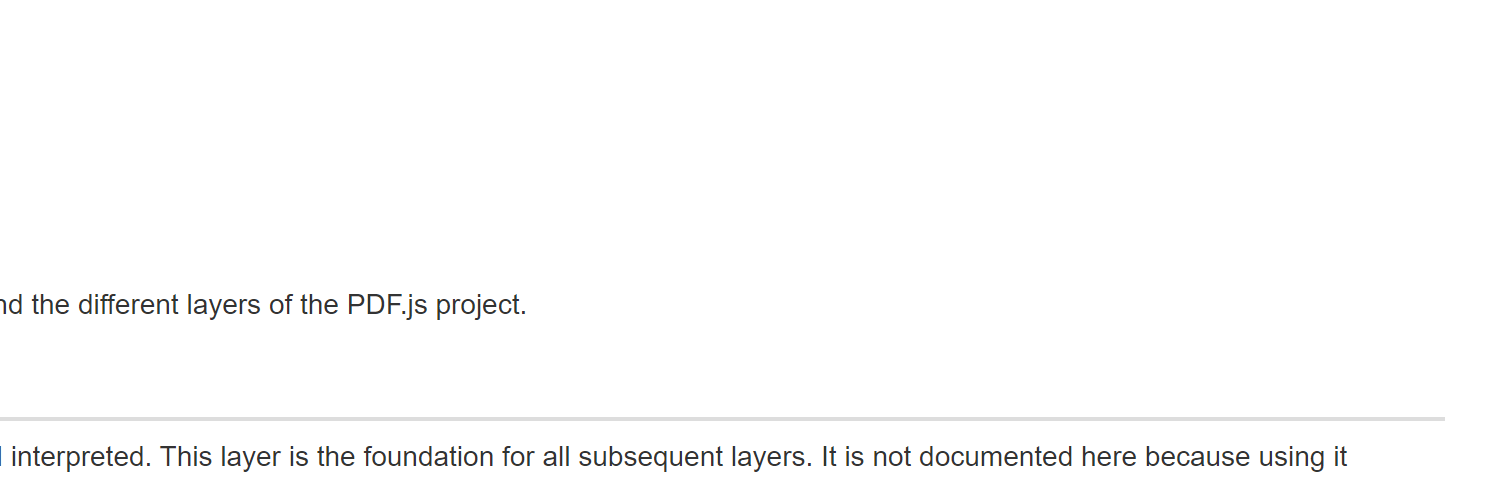 nd the different layers of the PDF.js project.
interpreted. This layer is the foundation for all subsequent layers. It is not documented here because using it